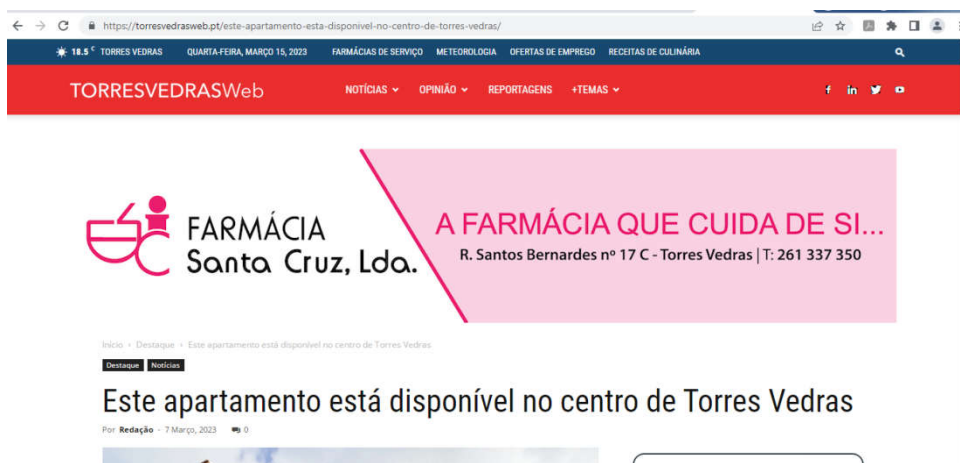 https://torresvedrasweb.pt/este-apartamento-esta-disponivel-no-centro-de-torres-vedras/
18.5 C TORRES VEDRAS QUARTA-FEIRA, MARÇO 15, 2023 FARMÁCIAS DE SERVIÇO METEOROLOGIA OFERTAS DE EMPREGO RECEITAS DE CULINÁRIA
TORRESVEDRASWeb NOTÍCIAS OPINIÃO REPORTAGENS +TEMAS
FARMÁCIA
Santa Cruz, Lda.
A FARMÁCIA QUE CUIDA DE SI...
R. Santos Bernardes nº 17 C - Torres Vedras | T: 261 337 350
Início › Destaque › Este apartamento está disponível no centro de Torres Vedras
Destaque Notícias
Este apartamento está disponível no centro de Torres Vedras
Por Redação - 7 Março, 2023 0